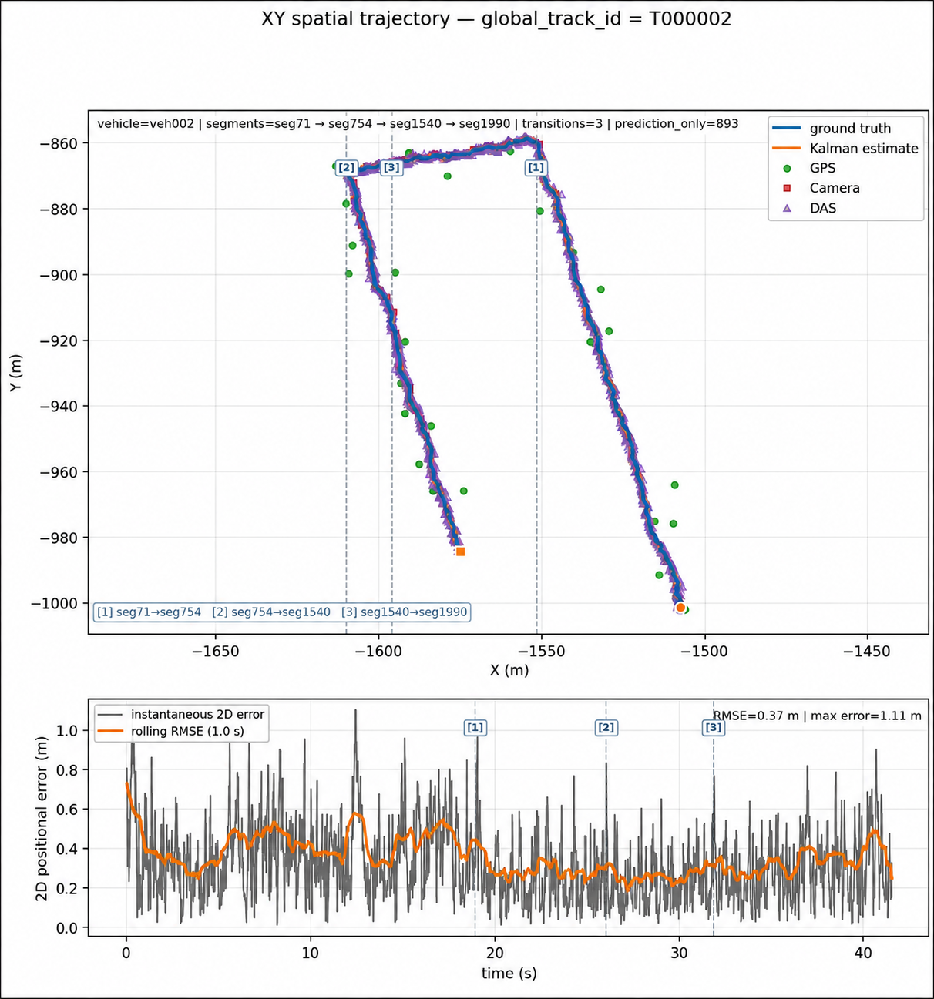 XY spatial trajectory — global_track_id = T000002
vehicle=veh002 | segments=seg71 → seg754 → seg1540 → seg1990 | transitions=3 | prediction_only=893
ground truth
Kalman estimate
GPS
Camera
DAS
[2]
[3]
[1]
−860
−880
−900
−920
−940
−960
−980
−1000
Y (m)
[1] seg71→seg754 [2] seg754→seg1540 [3] seg1540→seg1990
−1650
−1600
−1550
−1500
−1450
X (m)
instantaneous 2D error
rolling RMSE (1.0 s)
[1]
[2]
[3]
RMSE=0.37 m | max error=1.11 m
1.0
0.8
0.6
0.4
0.2
0.0
2D positional error (m)
0
10
20
30
40
time (s)